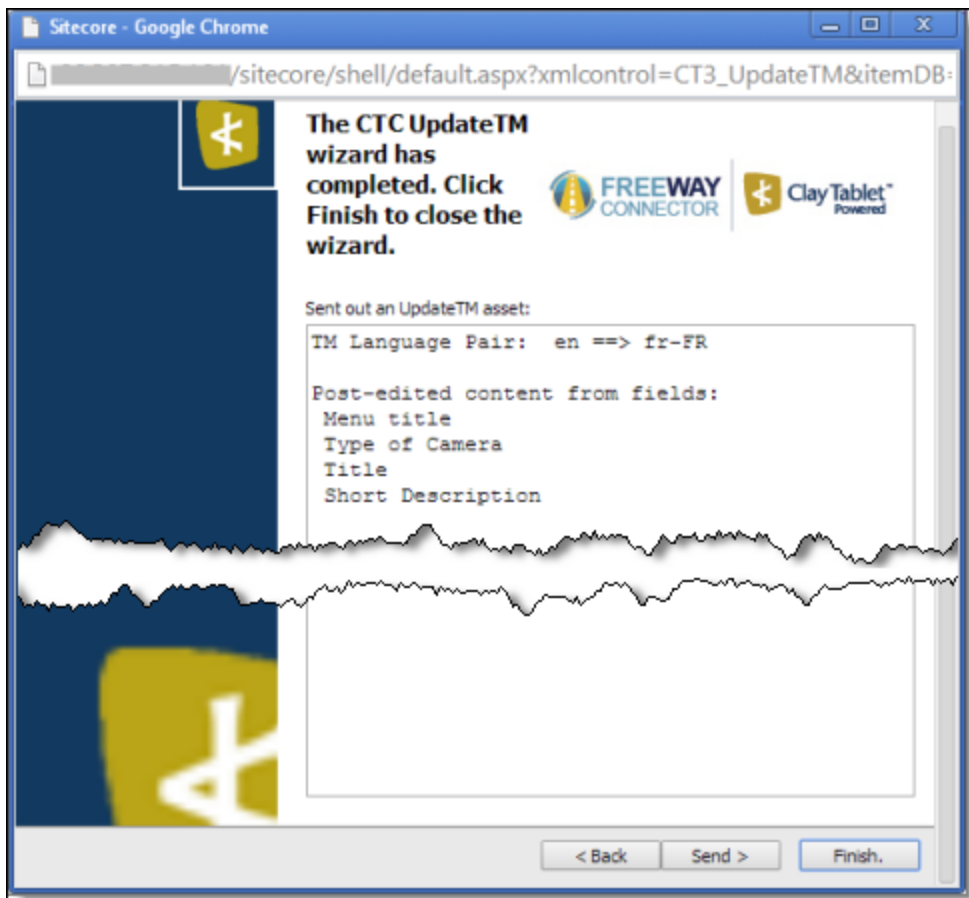 Sitecore - Google Chrome
/sitecore/shell/default.aspx?xmlcontrol=CT3_UpdateTM&itemDB=
The CTC UpdateTM
wizard has
completed. Click
Finish to close the
wizard.
FREEWAY
CONNECTOR
Clay Tablet™
Powered
Sent out an UpdateTM asset:
TM Language Pair:  en ==> fr-FR
Post-edited content from fields:
Menu title
Type of Camera
Title
Short Description
< Back
Send >
Finish.